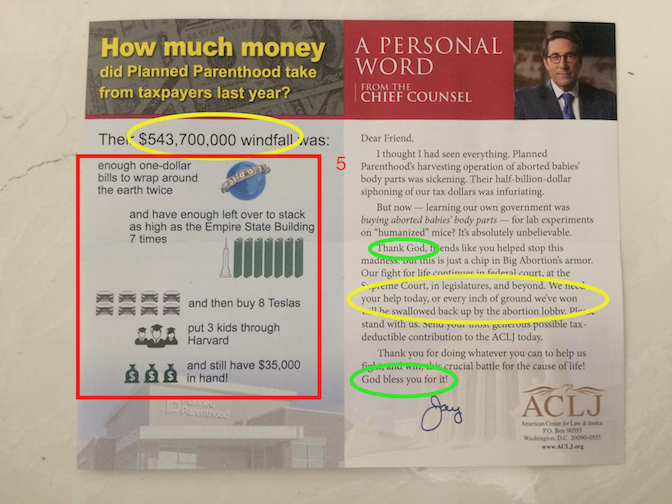 How much money
did Planned Parenthood take
from taxpayers last year?
Their $543,700,000 windfall was:
enough one-dollar
bills to wrap around
the earth twice
and have enough left over to stack
as high as the Empire State Building
7 times
and then buy 8 Teslas
put 3 kids through
Harvard
and still have $35,000
in hand!
Planned
Parenthood
5
A PERSONAL
WORD
FROM THE
CHIEF COUNSEL
Dear Friend,
I thought I had seen everything. Planned
Parenthood's harvesting operation of aborted babies'
body parts was sickening. Their half-billion-dollar
siphoning of our tax dollars was infuriating.
But now — learning our own government was
buying aborted babies' body parts — for lab experiments
on "humanized" mice? It's absolutely unbelievable.
Thank God, friends like you helped stop this
madness. But this is just a chip in Big Abortion's armor.
Our fight for life continues in federal court, at the
Supreme Court, in legislatures, and beyond. We need
your help today, or every inch of ground we've won
will be swallowed back up by the abortion lobby. Please
stand with us. Send your most generous possible tax-
deductible contribution to the ACLJ today.
Thank you for doing whatever you can to help us
fight, and win, this crucial battle for the cause of life!
God bless you for it!
Jay
ACLJ
American Center for Law & Justice
P.O. Box 90555
Washington, D.C. 20090-0555
www.ACLJ.org